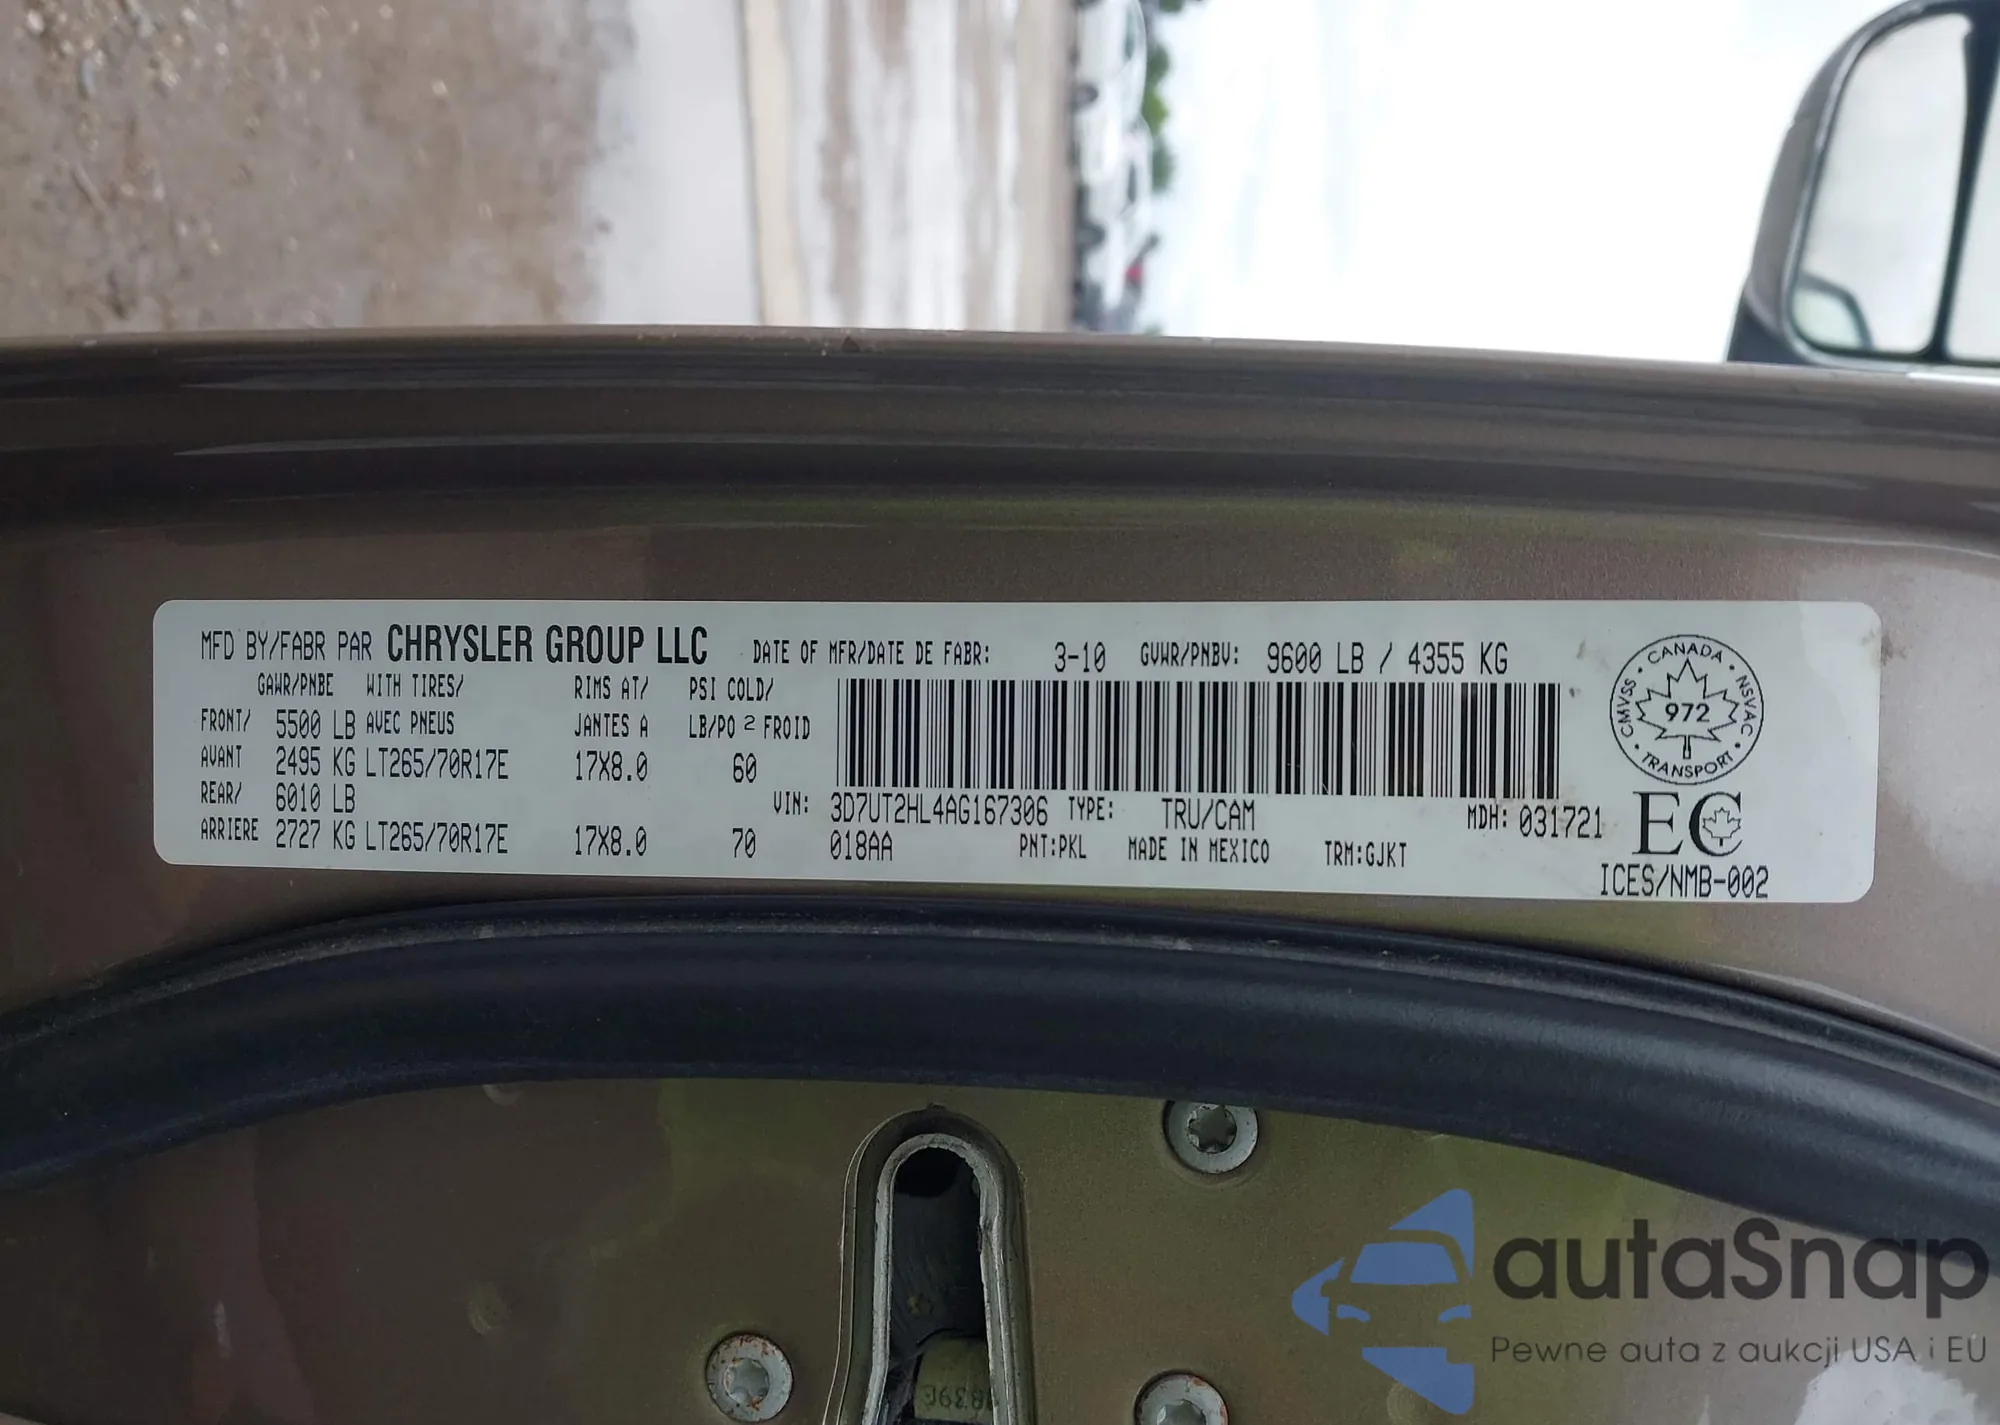 MFD BY/FABR PAR CHRYSLER GROUP LLC DATE OF MFR/DATE DE FABR: 3-10 GVWR/PNBV: 9600 LB / 4355 KG
GAWR/PNBE WITH TIRES/ RIMS AT/ PSI COLD/
FRONT/ 5500 LB AVEC PNEUS JANTES A LB/PO 2 FROID
AVANT 2495 KG LT265/70R17E 17X8.0 60
REAR/ 6010 LB
VIN: 3D7UT2HL4AG167306 TYPE: TRU/CAM MDH: 031721
ARRIERE 2727 KG LT265/70R17E 17X8.0 70 018AA PNT:PKL MADE IN MEXICO TRM:GJKT
CANADA
CMVSS 972 NSVAC
TRANSPORT
EC
ICES/NMB-002
autaSnap
Pewne auta z aukcji USA i EU